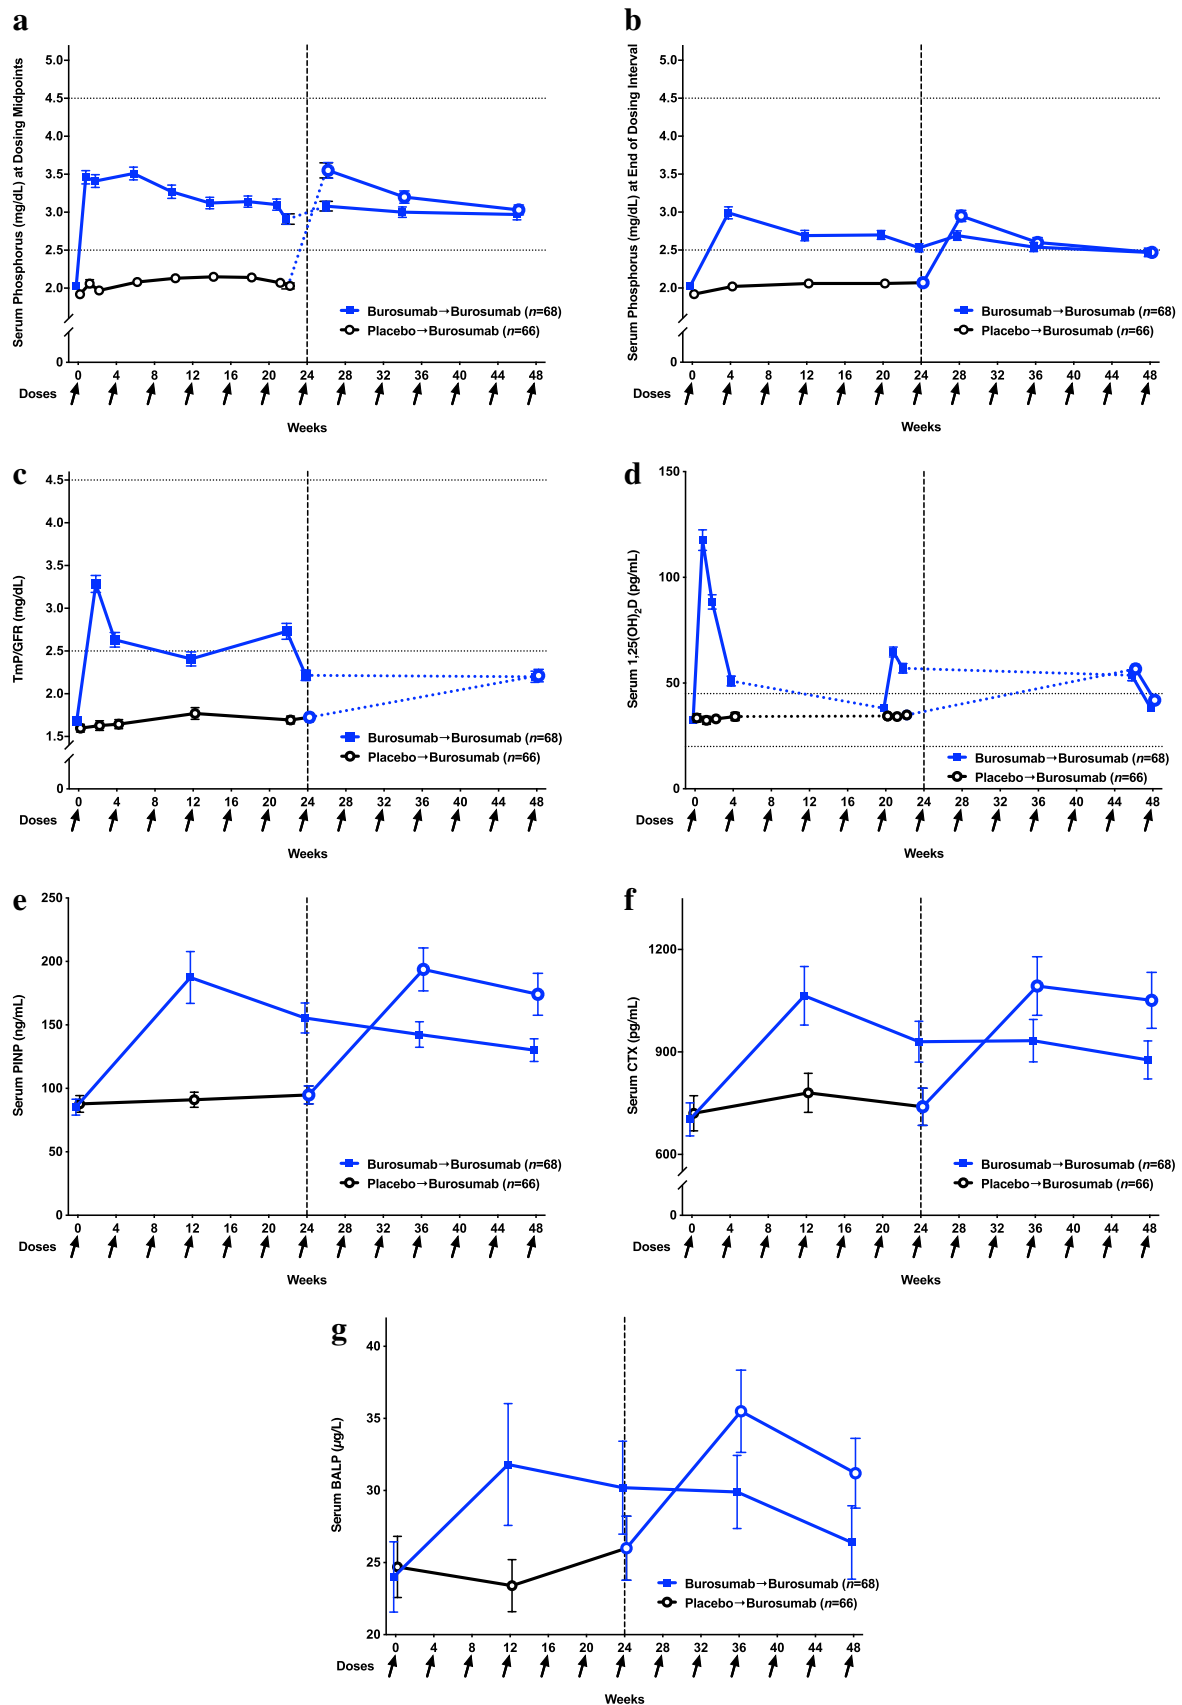 a
Serum Phosphorus (mg/dL) at Dosing Midpoints
5.0
4.5
4.0
3.5
3.0
2.5
2.0
0
Burosumab→Burosumab (n=68)
Placebo→Burosumab (n=66)
0 4 8 12 16 20 24 28 32 36 40 44 48
Doses
Weeks
b
Serum Phosphorus (mg/dL) at End of Dosing Interval
5.0
4.5
4.0
3.5
3.0
2.5
2.0
0
Burosumab→Burosumab (n=68)
Placebo→Burosumab (n=66)
0 4 8 12 16 20 24 28 32 36 40 44 48
Doses
Weeks
c
TmP/GFR (mg/dL)
4.5
4.0
3.5
3.0
2.5
2.0
1.5
0
Burosumab→Burosumab (n=68)
Placebo→Burosumab (n=66)
0 4 8 12 16 20 24 28 32 36 40 44 48
Doses
Weeks
d
Serum 1,25(OH)₂D (pg/mL)
150
100
50
0
Burosumab→Burosumab (n=68)
Placebo→Burosumab (n=66)
0 4 8 12 16 20 24 28 32 36 40 44 48
Doses
Weeks
e
Serum PINP (ng/mL)
250
200
150
100
50
0
Burosumab→Burosumab (n=68)
Placebo→Burosumab (n=66)
0 4 8 12 16 20 24 28 32 36 40 44 48
Doses
Weeks
f
Serum CTX (pg/mL)
1200
900
600
0
Burosumab→Burosumab (n=68)
Placebo→Burosumab (n=66)
0 4 8 12 16 20 24 28 32 36 40 44 48
Doses
Weeks
g
Serum BALP (µg/L)
40
35
30
25
20
Burosumab→Burosumab (n=68)
Placebo→Burosumab (n=66)
0 4 8 12 16 20 24 28 32 36 40 44 48
Doses
Weeks